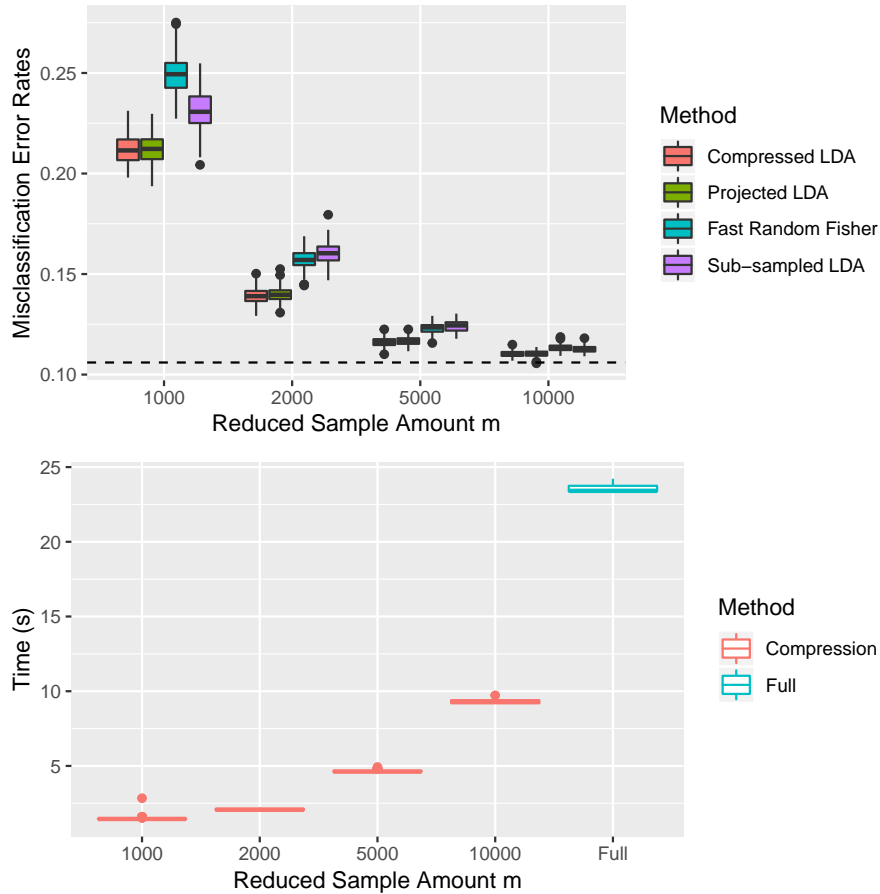 Misclassification Error Rates
0.25
0.20
0.15
0.10
1000
2000
5000
10000
Reduced Sample Amount m
Method
Compressed LDA
Projected LDA
Fast Random Fisher
Sub−sampled LDA
Time (s)
25
20
15
10
5
1000
2000
5000
10000
Full
Reduced Sample Amount m
Method
Compression
Full